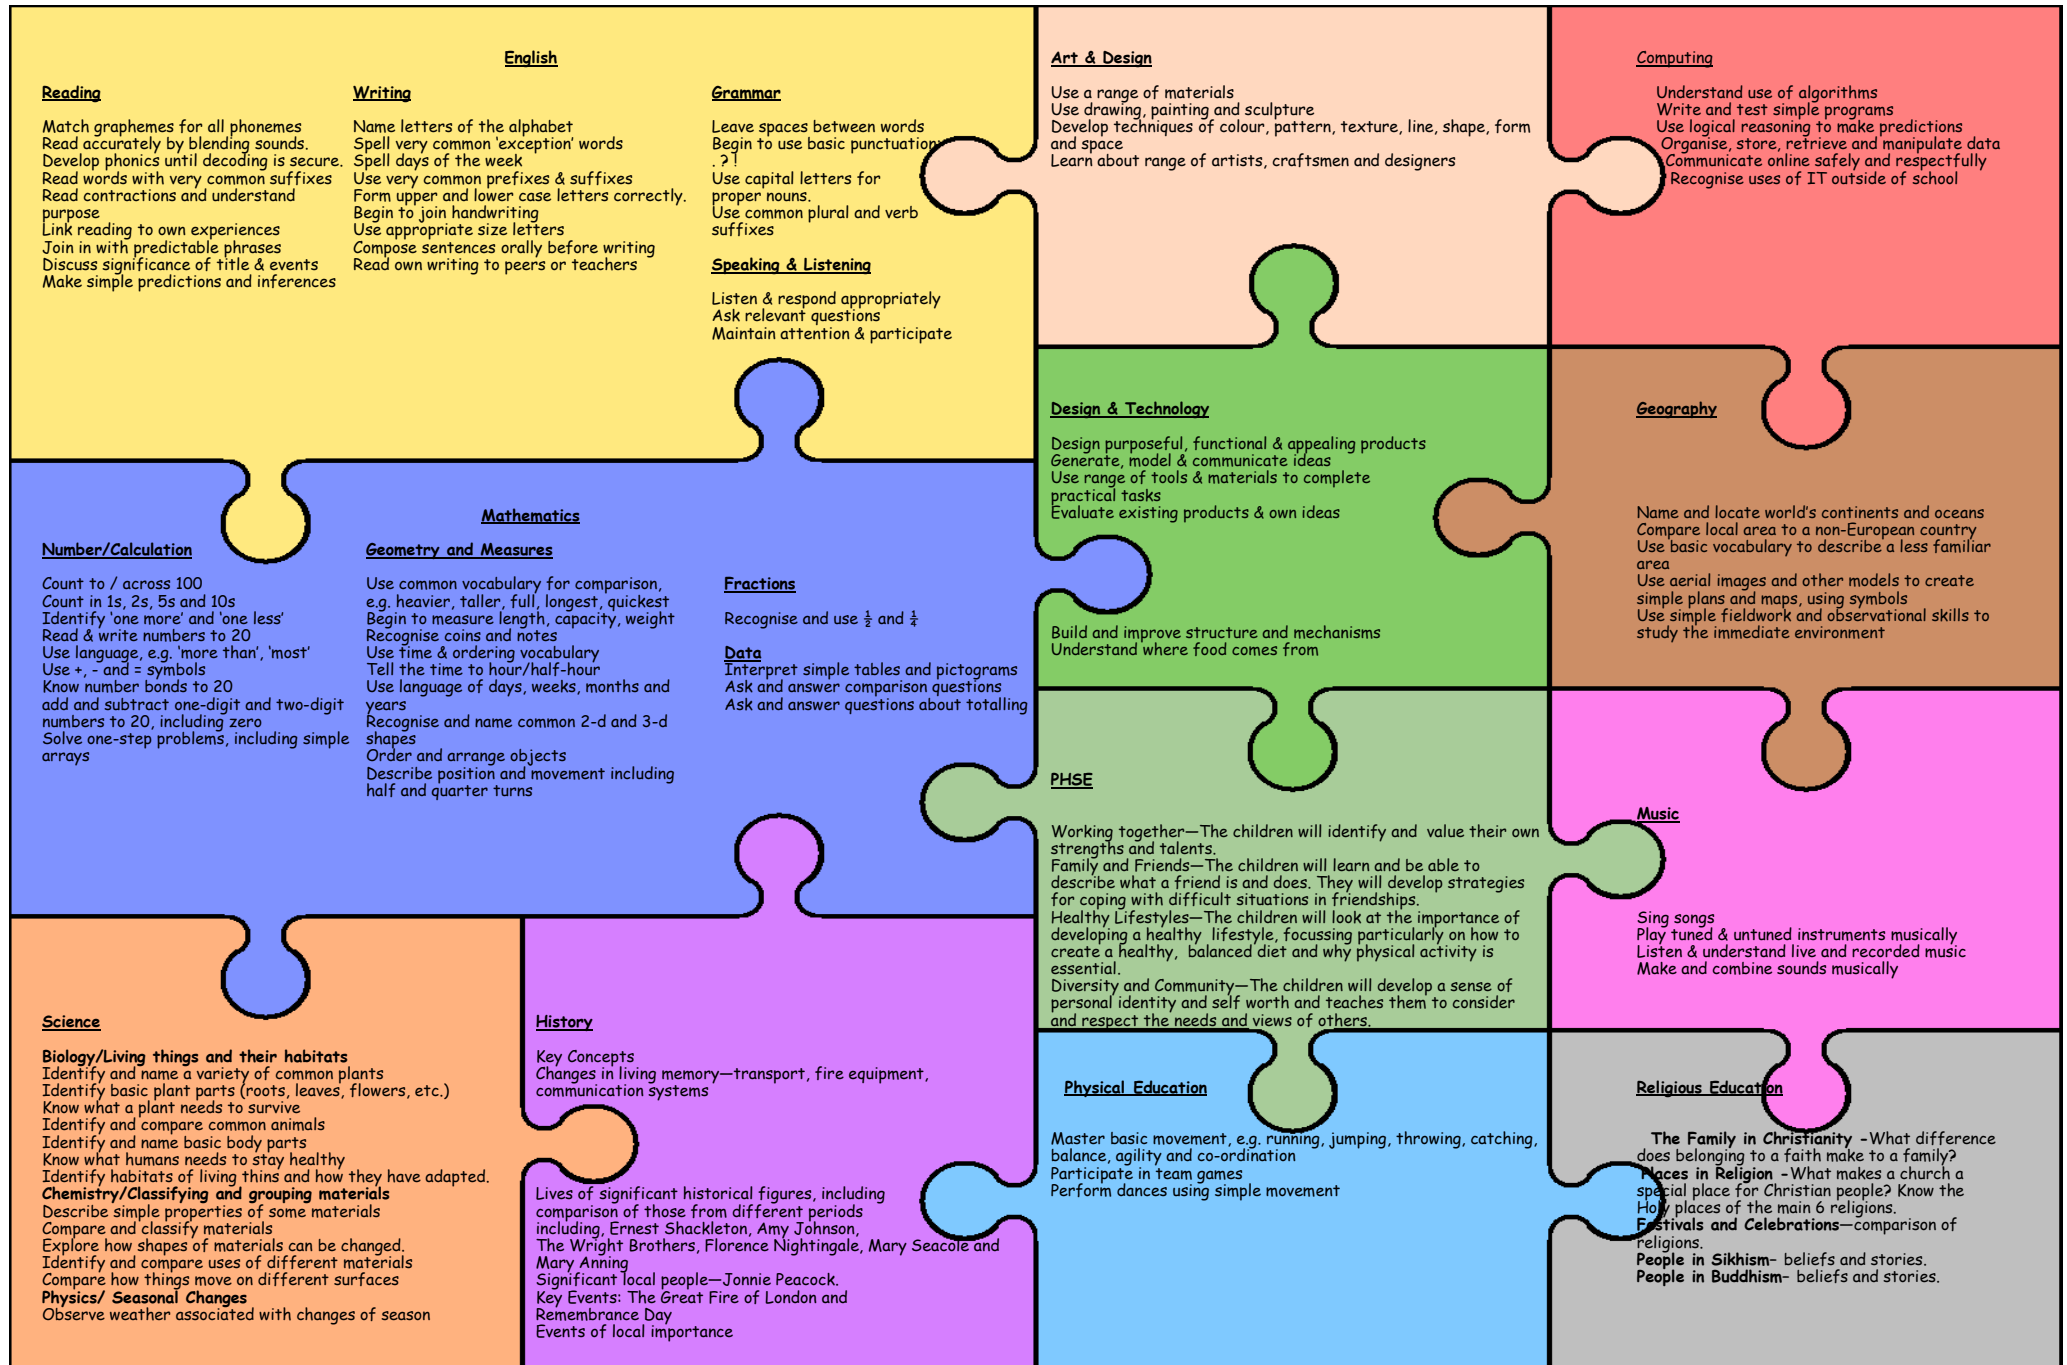 English
Reading
Match graphemes for all phonemes
Read accurately by blending sounds.
Develop phonics until decoding is secure.
Read words with very common suffixes
Read contractions and understand
purpose
Link reading to own experiences
Join in with predictable phrases
Discuss significance of title & events
Make simple predictions and inferences
Writing
Name letters of the alphabet
Spell very common ‘exception’ words
Spell days of the week
Use very common prefixes & suffixes
Form upper and lower case letters correctly.
Begin to join handwriting
Use appropriate size letters
Compose sentences orally before writing
Read own writing to peers or teachers
Grammar
Leave spaces between words
Begin to use basic punctuation:
. ? !
Use capital letters for
proper nouns.
Use common plural and verb
suffixes
Speaking & Listening
Listen & respond appropriately
Ask relevant questions
Maintain attention & participate
Art & Design
Use a range of materials
Use drawing, painting and sculpture
Develop techniques of colour, pattern, texture, line, shape, form
and space
Learn about range of artists, craftsmen and designers
Computing
Understand use of algorithms
Write and test simple programs
Use logical reasoning to make predictions
Organise, store, retrieve and manipulate data
Communicate online safely and respectfully
Recognise uses of IT outside of school
Mathematics
Number/Calculation
Count to / across 100
Count in 1s, 2s, 5s and 10s
Identify ‘one more’ and ‘one less’
Read & write numbers to 20
Use language, e.g. ‘more than’, ‘most’
Use +, - and = symbols
Know number bonds to 20
add and subtract one-digit and two-digit
numbers to 20, including zero
Solve one-step problems, including simple
arrays
Geometry and Measures
Use common vocabulary for comparison,
e.g. heavier, taller, full, longest, quickest
Begin to measure length, capacity, weight
Recognise coins and notes
Use time & ordering vocabulary
Tell the time to hour/half-hour
Use language of days, weeks, months and
years
Recognise and name common 2-d and 3-d
shapes
Order and arrange objects
Describe position and movement including
half and quarter turns
Fractions
Recognise and use ½ and ¼
Data
Interpret simple tables and pictograms
Ask and answer comparison questions
Ask and answer questions about totalling
Design & Technology
Design purposeful, functional & appealing products
Generate, model & communicate ideas
Use range of tools & materials to complete
practical tasks
Evaluate existing products & own ideas
Build and improve structure and mechanisms
Understand where food comes from
Geography
Name and locate world’s continents and oceans
Compare local area to a non-European country
Use basic vocabulary to describe a less familiar
area
Use aerial images and other models to create
simple plans and maps, using symbols
Use simple fieldwork and observational skills to
study the immediate environment
PHSE
Working together—The children will identify and value their own
strengths and talents.
Family and Friends—The children will learn and be able to
describe what a friend is and does. They will develop strategies
for coping with difficult situations in friendships.
Healthy Lifestyles—The children will look at the importance of
developing a healthy lifestyle, focussing particularly on how to
create a healthy, balanced diet and why physical activity is
essential.
Diversity and Community—The children will develop a sense of
personal identity and self worth and teaches them to consider
and respect the needs and views of others.
Music
Sing songs
Play tuned & untuned instruments musically
Listen & understand live and recorded music
Make and combine sounds musically
Science
Biology/Living things and their habitats
Identify and name a variety of common plants
Identify basic plant parts (roots, leaves, flowers, etc.)
Know what a plant needs to survive
Identify and compare common animals
Identify and name basic body parts
Know what humans needs to stay healthy
Identify habitats of living thins and how they have adapted.
Chemistry/Classifying and grouping materials
Describe simple properties of some materials
Compare and classify materials
Explore how shapes of materials can be changed.
Identify and compare uses of different materials
Compare how things move on different surfaces
Physics/ Seasonal Changes
Observe weather associated with changes of season
History
Key Concepts
Changes in living memory—transport, fire equipment,
communication systems
Lives of significant historical figures, including
comparison of those from different periods
including, Ernest Shackleton, Amy Johnson,
The Wright Brothers, Florence Nightingale, Mary Seacole and
Mary Anning
Significant local people—Jonnie Peacock.
Key Events: The Great Fire of London and
Remembrance Day
Events of local importance
Physical Education
Master basic movement, e.g. running, jumping, throwing, catching,
balance, agility and co-ordination
Participate in team games
Perform dances using simple movement
Religious Education
The Family in Christianity -What difference
does belonging to a faith make to a family?
Places in Religion -What makes a church a
special place for Christian people? Know the
Holy places of the main 6 religions.
Festivals and Celebrations—comparison of
religions.
People in Sikhism– beliefs and stories.
People in Buddhism– beliefs and stories.